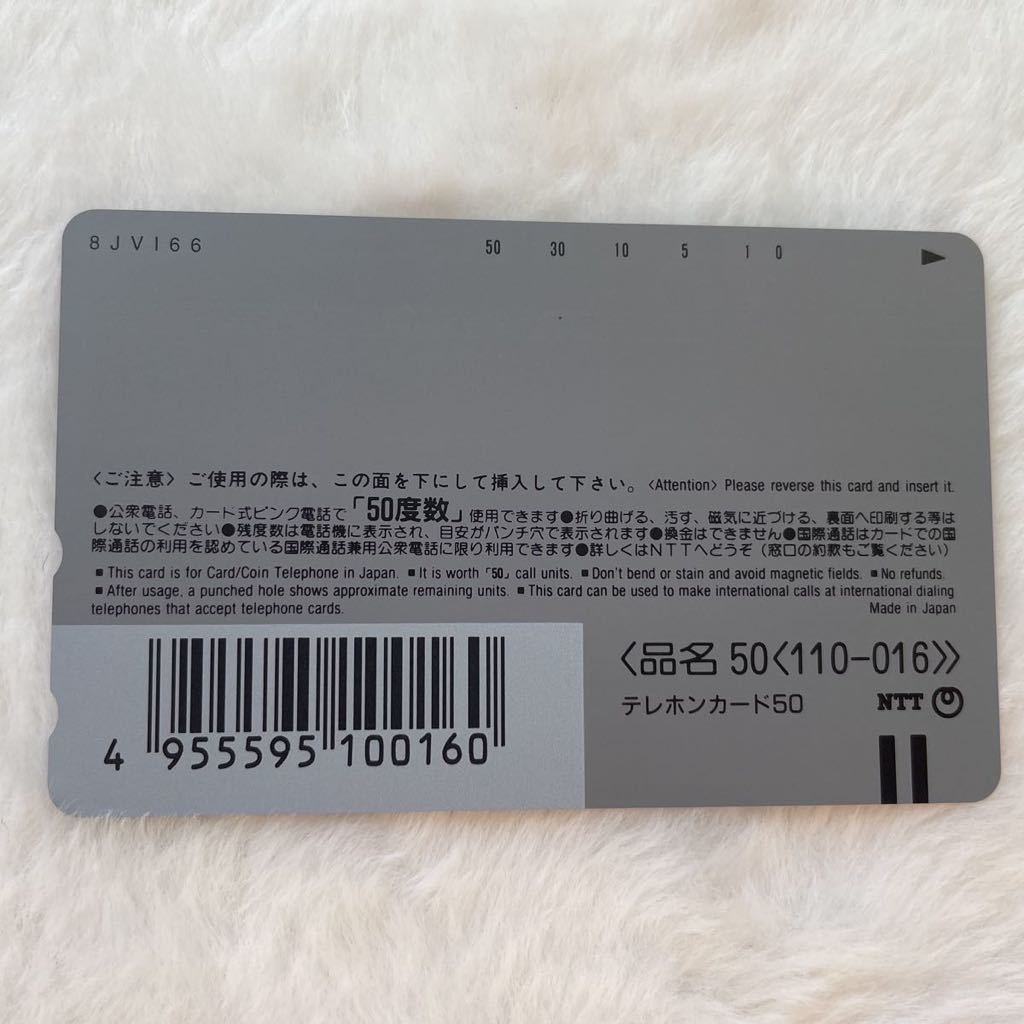 8JVI66 50 30 10 5 1 0
〈ご注意〉ご使用の際は、この面を下にして挿入して下さい。〈Attention〉Please reverse this card and insert it.
●公衆電話、カード式ピンク電話で「50度数」使用できます●折り曲げる、汚す、磁気に近づける、裏面へ印刷する等は
しないでください●残度数は電話機に表示され、目安がパンチ穴で表示されます●換金はできません●国際通話はカードでの国
際通話の利用を認めている国際通話兼用公衆電話に限り利用できます●詳しくはNTTへどうぞ（窓口の約款もご覧ください）
■This card is for Card/Coin Telephone in Japan. ■It is worth「50」call units. ■Don't bend or stain and avoid magnetic fields. ■No refunds.
■After usage, a punched hole shows approximate remaining units. ■This card can be used to make international calls at international dialing
telephones that accept telephone cards. Made in Japan
〈品名 50〈110-016〉〉
テレホンカード50 NTT
4 955595 100160